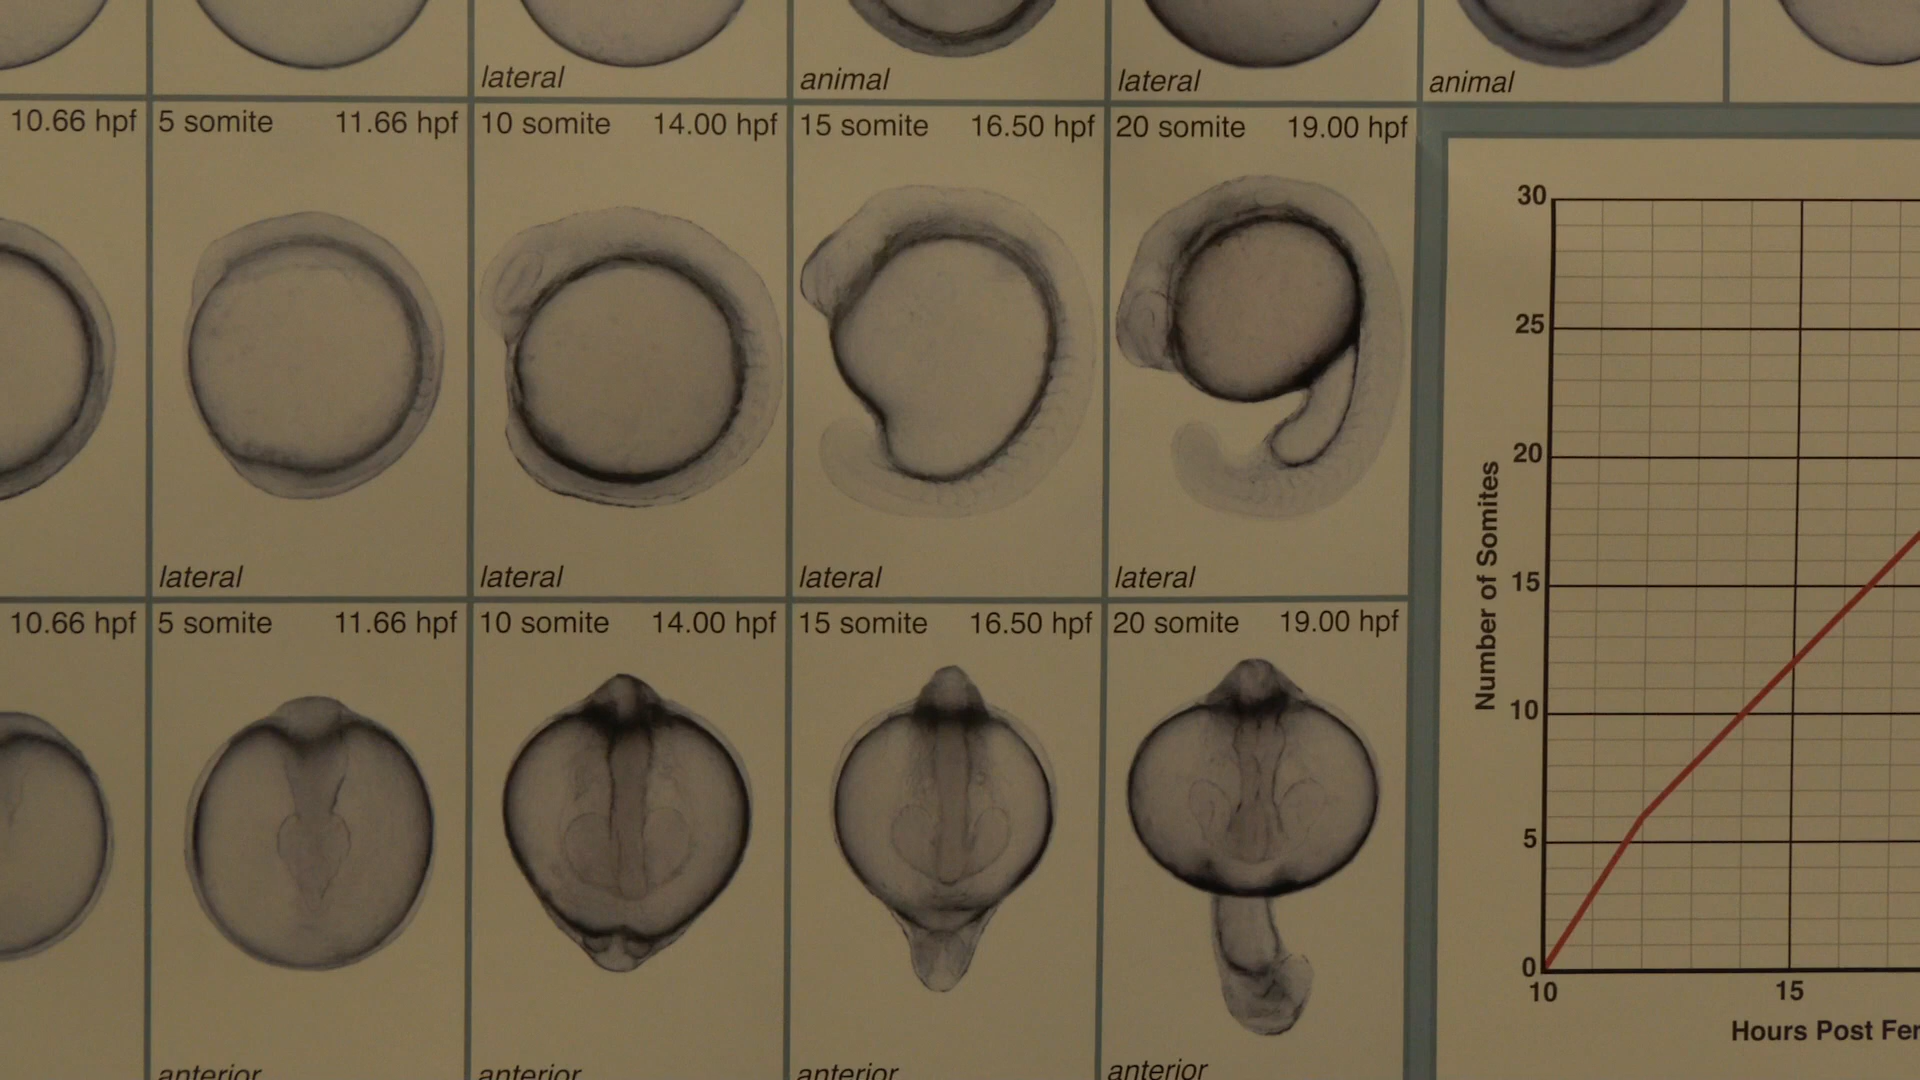 lateral
animal
lateral
animal
10.66 hpf
5 somite 11.66 hpf
10 somite 14.00 hpf
15 somite 16.50 hpf
20 somite 19.00 hpf
lateral
lateral
lateral
lateral
10.66 hpf
5 somite 11.66 hpf
10 somite 14.00 hpf
15 somite 16.50 hpf
20 somite 19.00 hpf
anterior
anterior
anterior
anterior
30
25
20
15
10
5
0
Number of Somites
10 15
Hours Post Fer